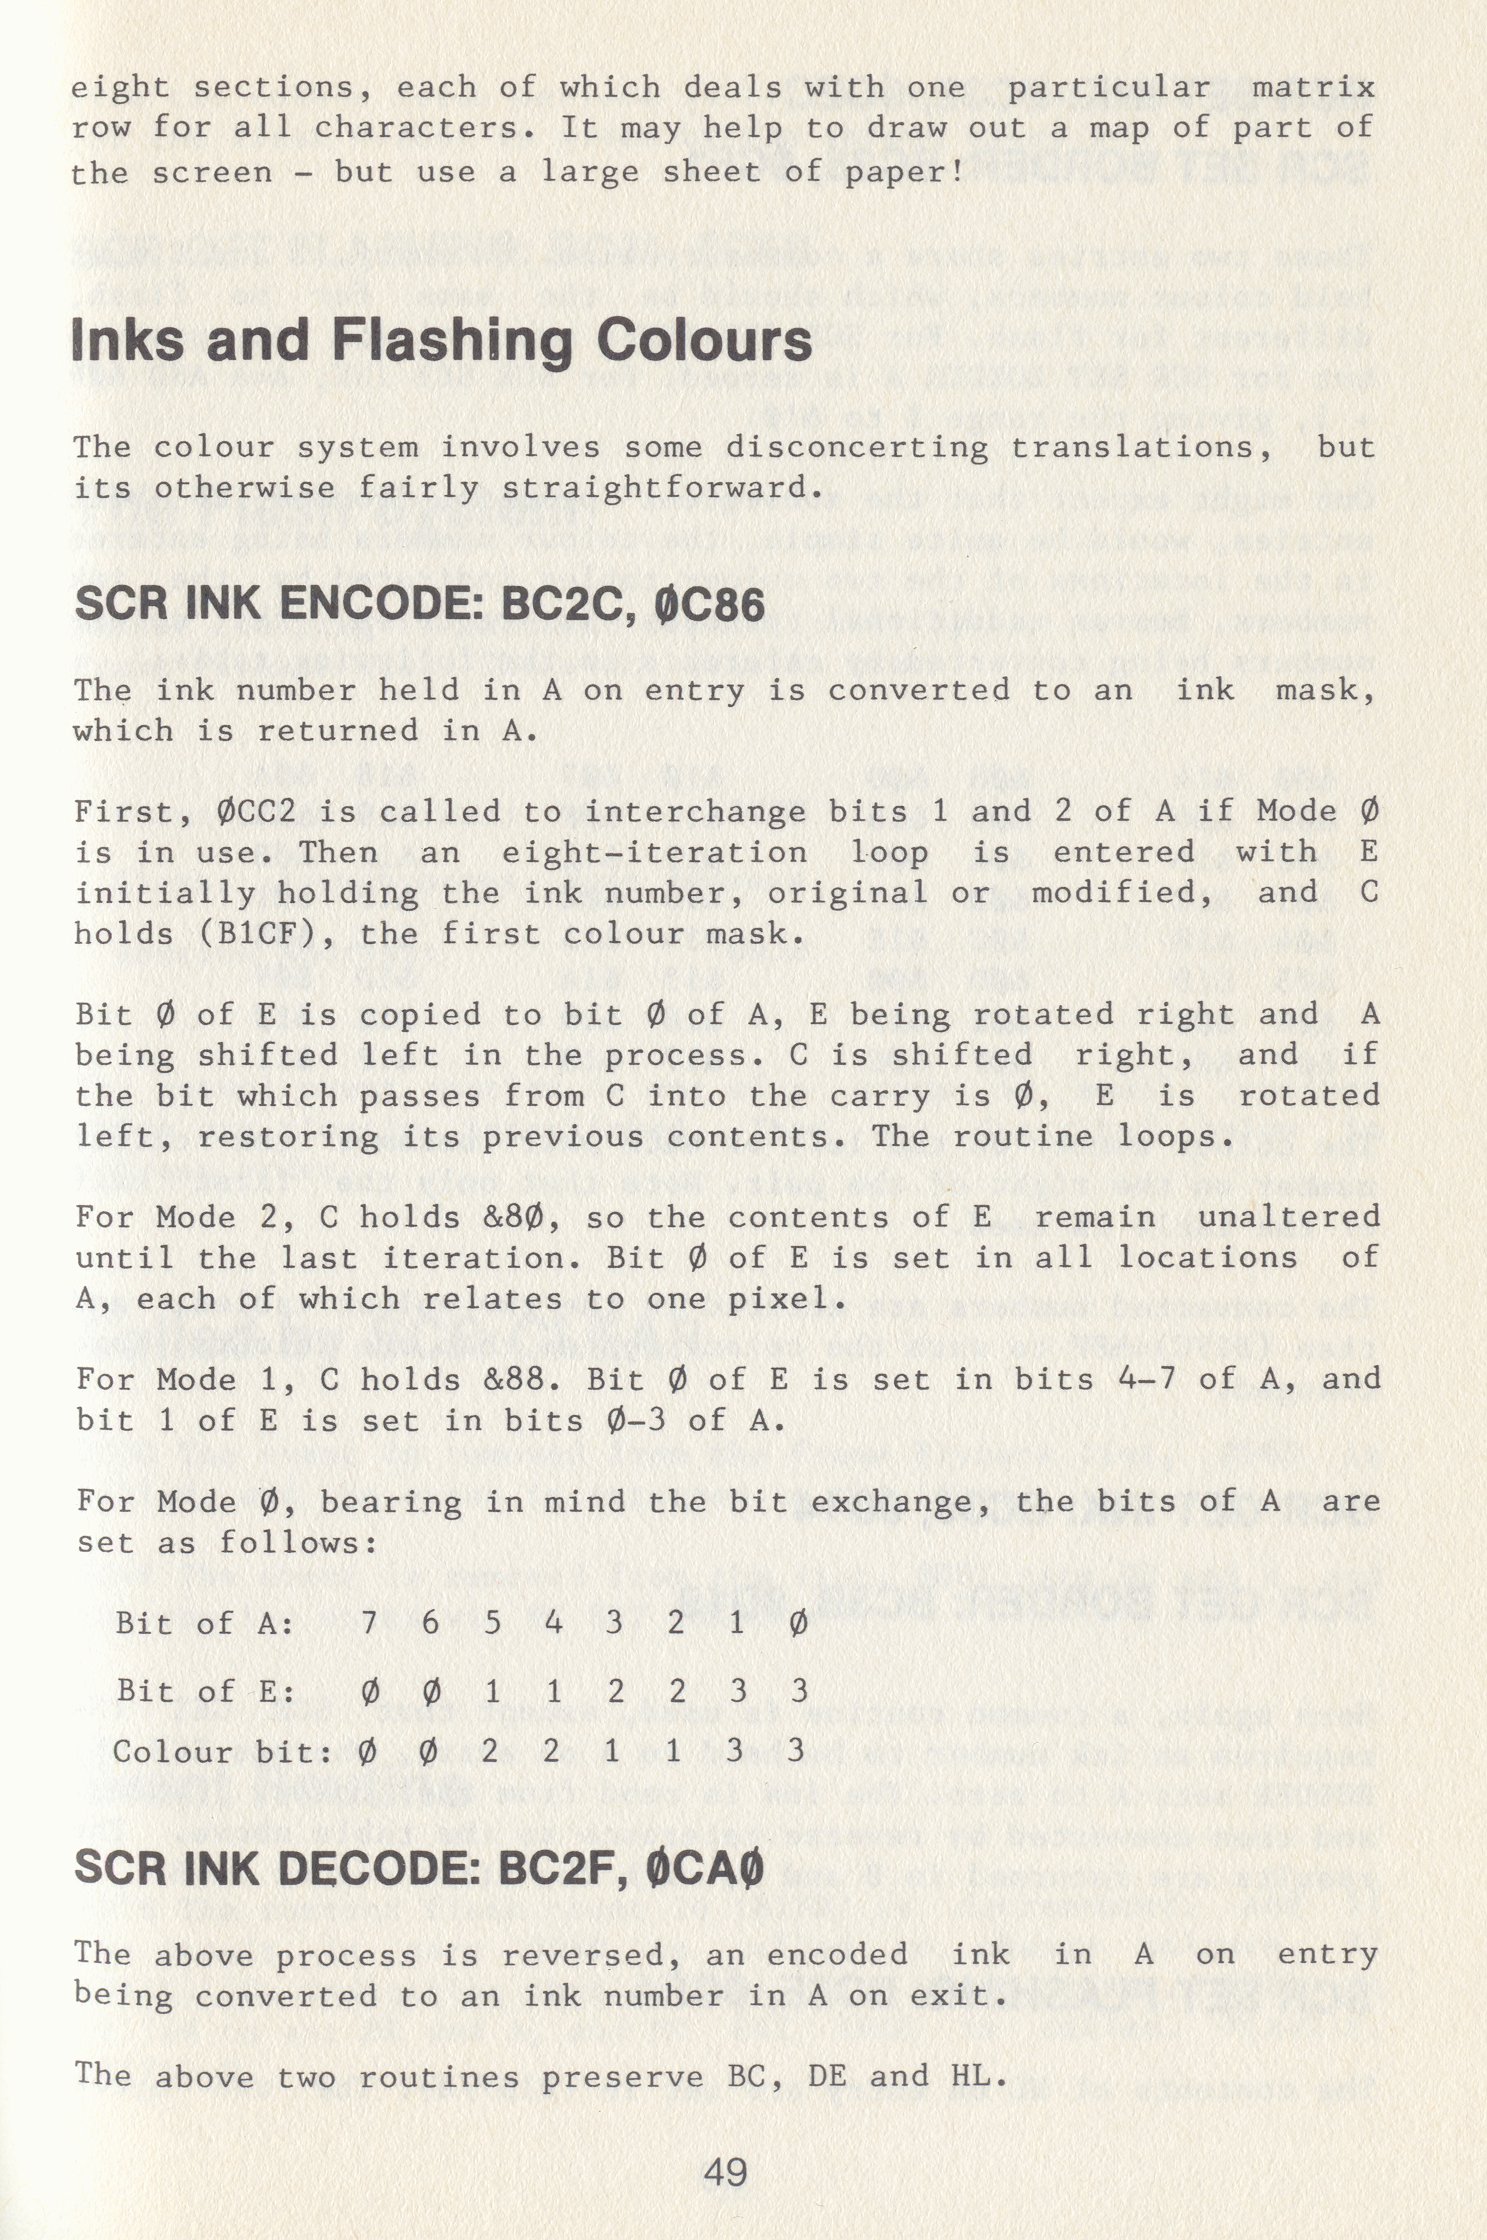 eight sections, each of which deals with one particular matrix
row for all characters. It may help to draw out a map of part of
the screen - but use a large sheet of paper!
Inks and Flashing Colours
The colour system involves some disconcerting translations, but
its otherwise fairly straightforward.
SCR INK ENCODE: BC2C, ØC86
The ink number held in A on entry is converted to an ink mask,
which is returned in A.
First, ØCC2 is called to interchange bits 1 and 2 of A if Mode Ø
is in use. Then an eight-iteration loop is entered with E
initially holding the ink number, original or modified, and C
holds (B1CF), the first colour mask.
Bit Ø of E is copied to bit Ø of A, E being rotated right and A
being shifted left in the process. C is shifted right, and if
the bit which passes from C into the carry is Ø, E is rotated
left, restoring its previous contents. The routine loops.
For Mode 2, C holds &8Ø, so the contents of E remain unaltered
until the last iteration. Bit Ø of E is set in all locations of
A, each of which relates to one pixel.
For Mode 1, C holds &88. Bit Ø of E is set in bits 4-7 of A, and
bit 1 of E is set in bits Ø-3 of A.
For Mode Ø, bearing in mind the bit exchange, the bits of A are
set as follows:
Bit of A: 7 6 5 4 3 2 1 Ø
Bit of E: Ø Ø 1 1 2 2 3 3
Colour bit: Ø Ø 2 2 1 1 3 3
SCR INK DECODE: BC2F, ØCAØ
The above process is reversed, an encoded ink in A on entry
being converted to an ink number in A on exit.
The above two routines preserve BC, DE and HL.
49